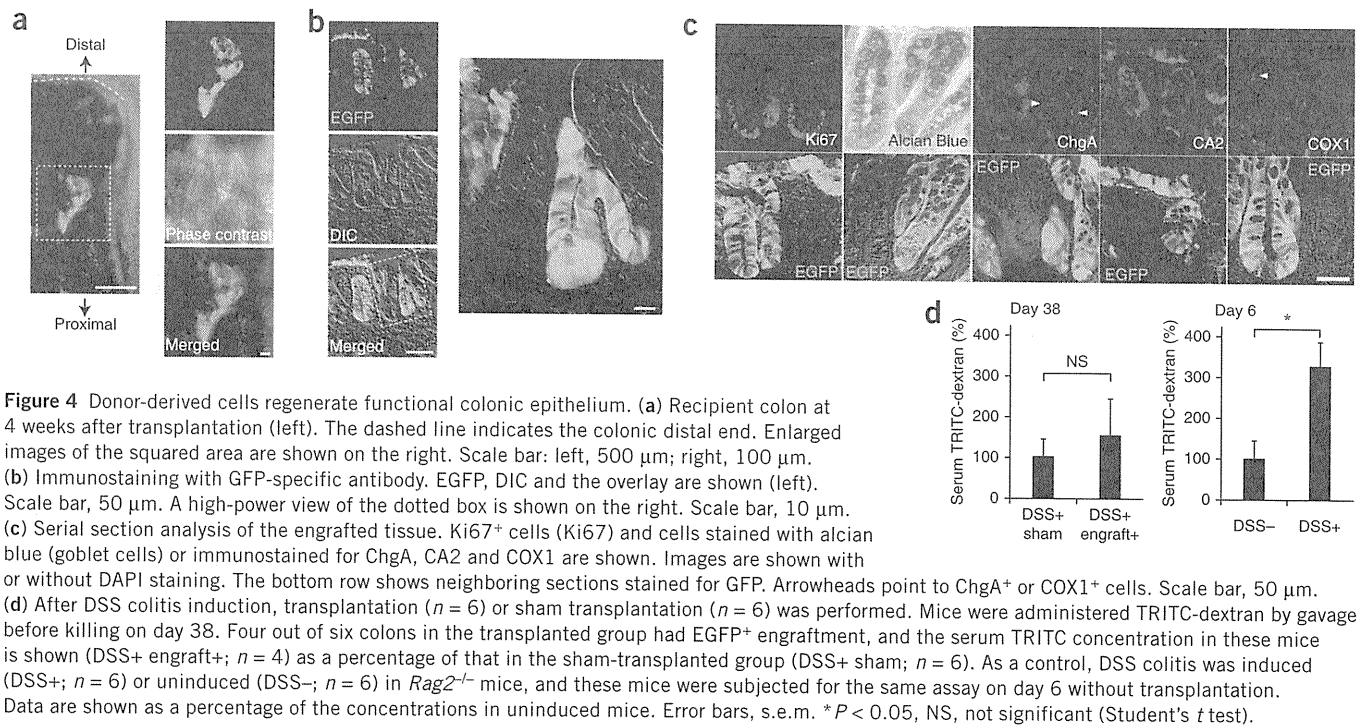 a
Distal
Proximal
Phase contrast
Merged
b
EGFP
DIC
Merged
c
Ki67
Alcian Blue
ChgA
CA2
COX1
EGFP
EGFP
EGFP
EGFP
EGFP
d
Day 38
Serum TRITC-dextran (%)
400
300
200
100
0
NS
DSS+
sham
DSS+
engraft+
Day 6
Serum TRITC-dextran (%)
400
300
200
100
0
*
DSS–
DSS+
Figure 4 Donor-derived cells regenerate functional colonic epithelium. (a) Recipient colon at
4 weeks after transplantation (left). The dashed line indicates the colonic distal end. Enlarged
images of the squared area are shown on the right. Scale bar: left, 500 μm; right, 100 μm.
(b) Immunostaining with GFP-specific antibody. EGFP, DIC and the overlay are shown (left).
Scale bar, 50 μm. A high-power view of the dotted box is shown on the right. Scale bar, 10 μm.
(c) Serial section analysis of the engrafted tissue. Ki67⁺ cells (Ki67) and cells stained with alcian
blue (goblet cells) or immunostained for ChgA, CA2 and COX1 are shown. Images are shown with
or without DAPI staining. The bottom row shows neighboring sections stained for GFP. Arrowheads point to ChgA⁺ or COX1⁺ cells. Scale bar, 50 μm.
(d) After DSS colitis induction, transplantation (n = 6) or sham transplantation (n = 6) was performed. Mice were administered TRITC-dextran by gavage
before killing on day 38. Four out of six colons in the transplanted group had EGFP⁺ engraftment, and the serum TRITC concentration in these mice
is shown (DSS+ engraft+; n = 4) as a percentage of that in the sham-transplanted group (DSS+ sham; n = 6). As a control, DSS colitis was induced
(DSS+; n = 6) or uninduced (DSS–; n = 6) in Rag2⁻/⁻ mice, and these mice were subjected for the same assay on day 6 without transplantation.
Data are shown as a percentage of the concentrations in uninduced mice. Error bars, s.e.m. *P < 0.05, NS, not significant (Student's t test).